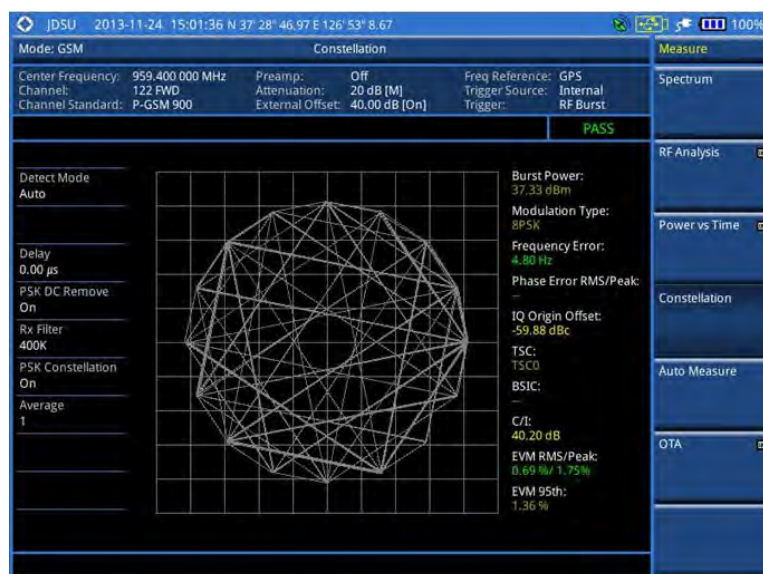 JDSU 2013-11-24 15:01:36 N 37° 28" 46.97 E 126° 53" 8.67 100%
Mode: GSM Constellation Measure
Center Frequency: 959.400 000 MHz Preamp: Off Freq Reference: GPS
Channel: 122 FWD Attenuation: 20 dB [M] Trigger Source: Internal
Channel Standard: P-GSM 900 External Offset: 40.00 dB [On] Trigger: RF Burst
PASS
Detect Mode
Auto
Delay
0.00 µs
PSK DC Remove
On
Rx Filter
400K
PSK Constellation
On
Average
1
Burst Power:
37.33 dBm
Modulation Type:
8PSK
Frequency Error:
4.80 Hz
Phase Error RMS/Peak:
--
IQ Origin Offset:
-59.88 dBc
TSC:
TSC0
BSIC:
--
C/I:
40.20 dB
EVM RMS/Peak:
0.69 %/ 1.75%
EVM 95th:
1.36 %
Spectrum
RF Analysis
Power vs Time
Constellation
Auto Measure
OTA